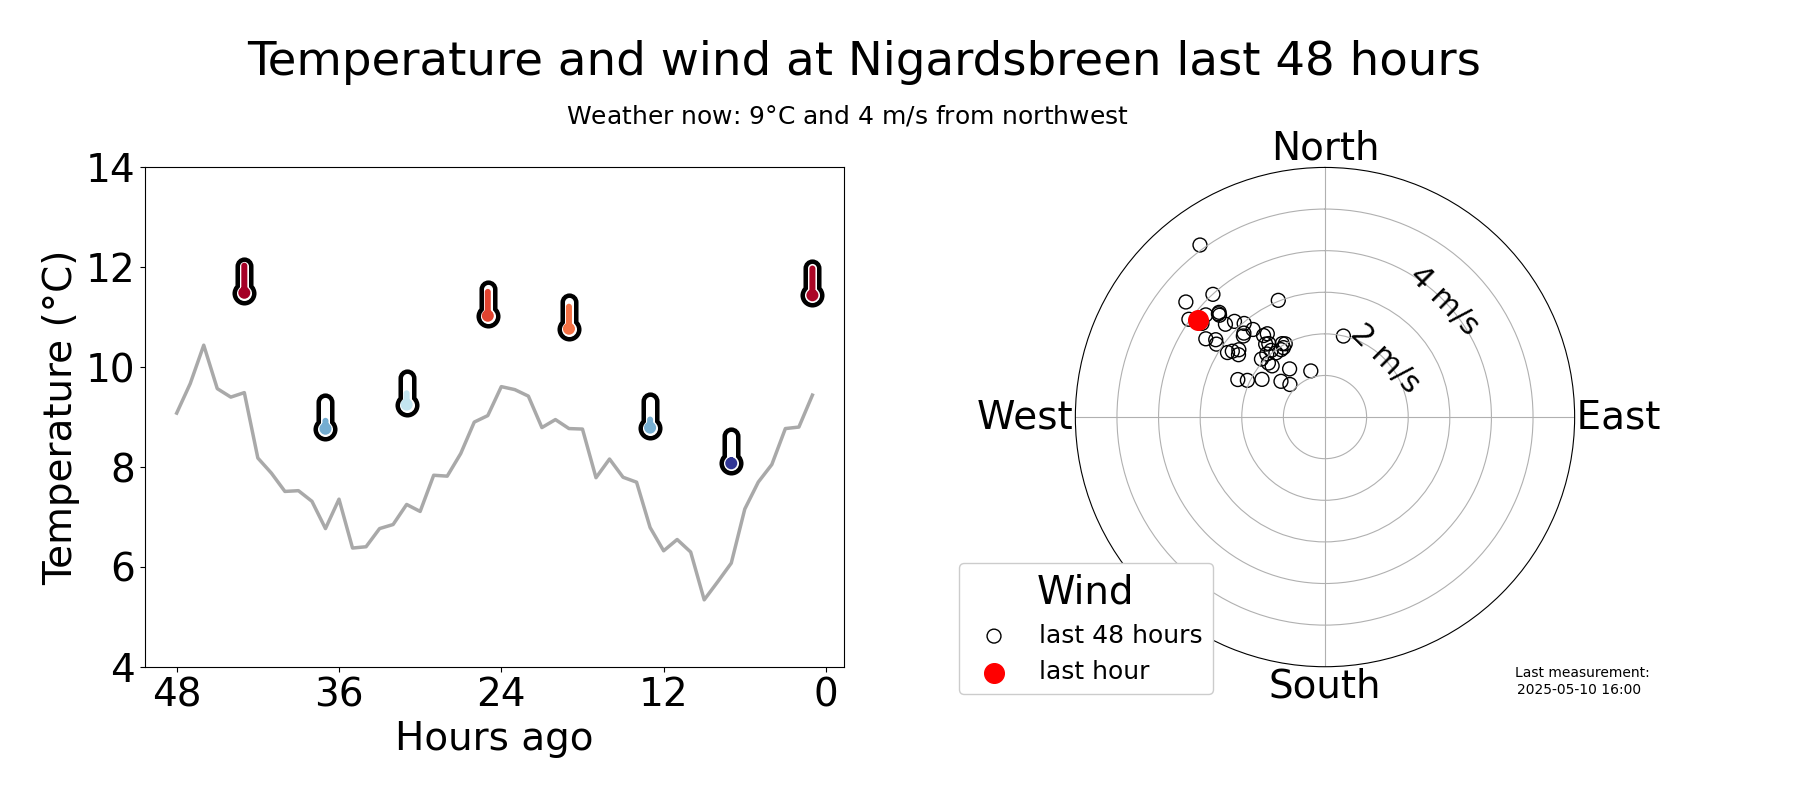 Temperature and wind at Nigardsbreen last 48 hours
Weather now: 9°C and 4 m/s from northwest
Temperature (°C)
14
12
10
8
6
4
48 36 24 12 0
Hours ago
North
4 m/s
2 m/s
West
East
South
Wind
last 48 hours
last hour
Last measurement:
2025-05-10 16:00